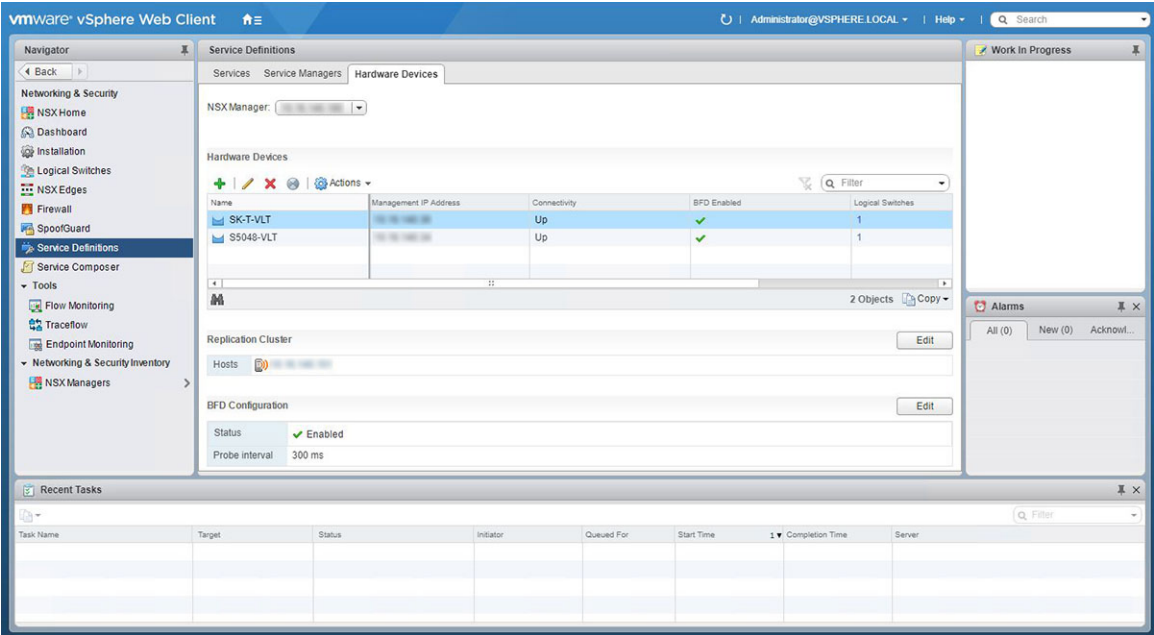 vmware® vSphere Web Client
Administrator@VSPHERE.LOCAL
Help
Search
Navigator
Back
Networking & Security
NSX Home
Dashboard
Installation
Logical Switches
NSX Edges
Firewall
SpoofGuard
Service Definitions
Service Composer
Tools
Flow Monitoring
Traceflow
Endpoint Monitoring
Networking & Security Inventory
NSX Managers
Service Definitions
Services Service Managers Hardware Devices
NSX Manager:
Hardware Devices
Actions
Filter
Name Management IP Address Connectivity BFD Enabled Logical Switches
SK-T-VLT Up 1
S5048-VLT Up 1
2 Objects Copy
Replication Cluster Edit
Hosts
BFD Configuration Edit
Status Enabled
Probe interval 300 ms
Work In Progress
Alarms
All (0) New (0) Acknowl...
Recent Tasks
Filter
Task Name Target Status Initiator Queued For Start Time 1 Completion Time Server